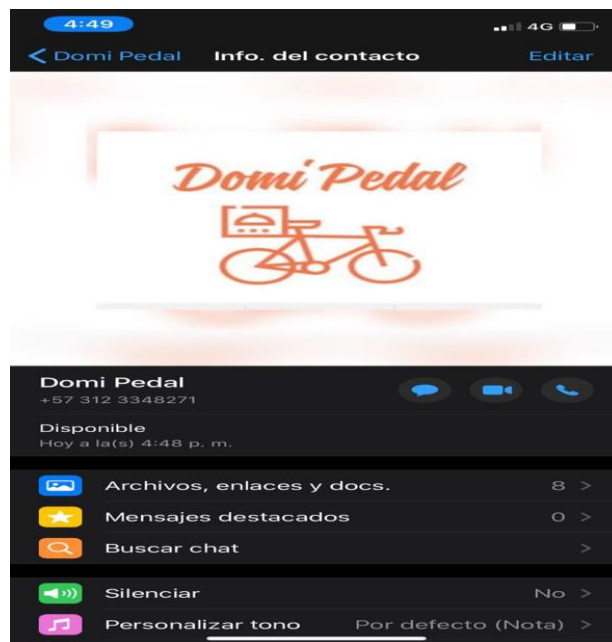 4:49
4G
Domi Pedal Info. del contacto Editar
Domi Pedal
Domi Pedal
+57 312 3348271
Disponible
Hoy a la(s) 4:48 p. m.
Archivos, enlaces y docs. 8 >
Mensajes destacados 0 >
Buscar chat >
Silenciar No >
Personalizar tono Por defecto (Nota) >